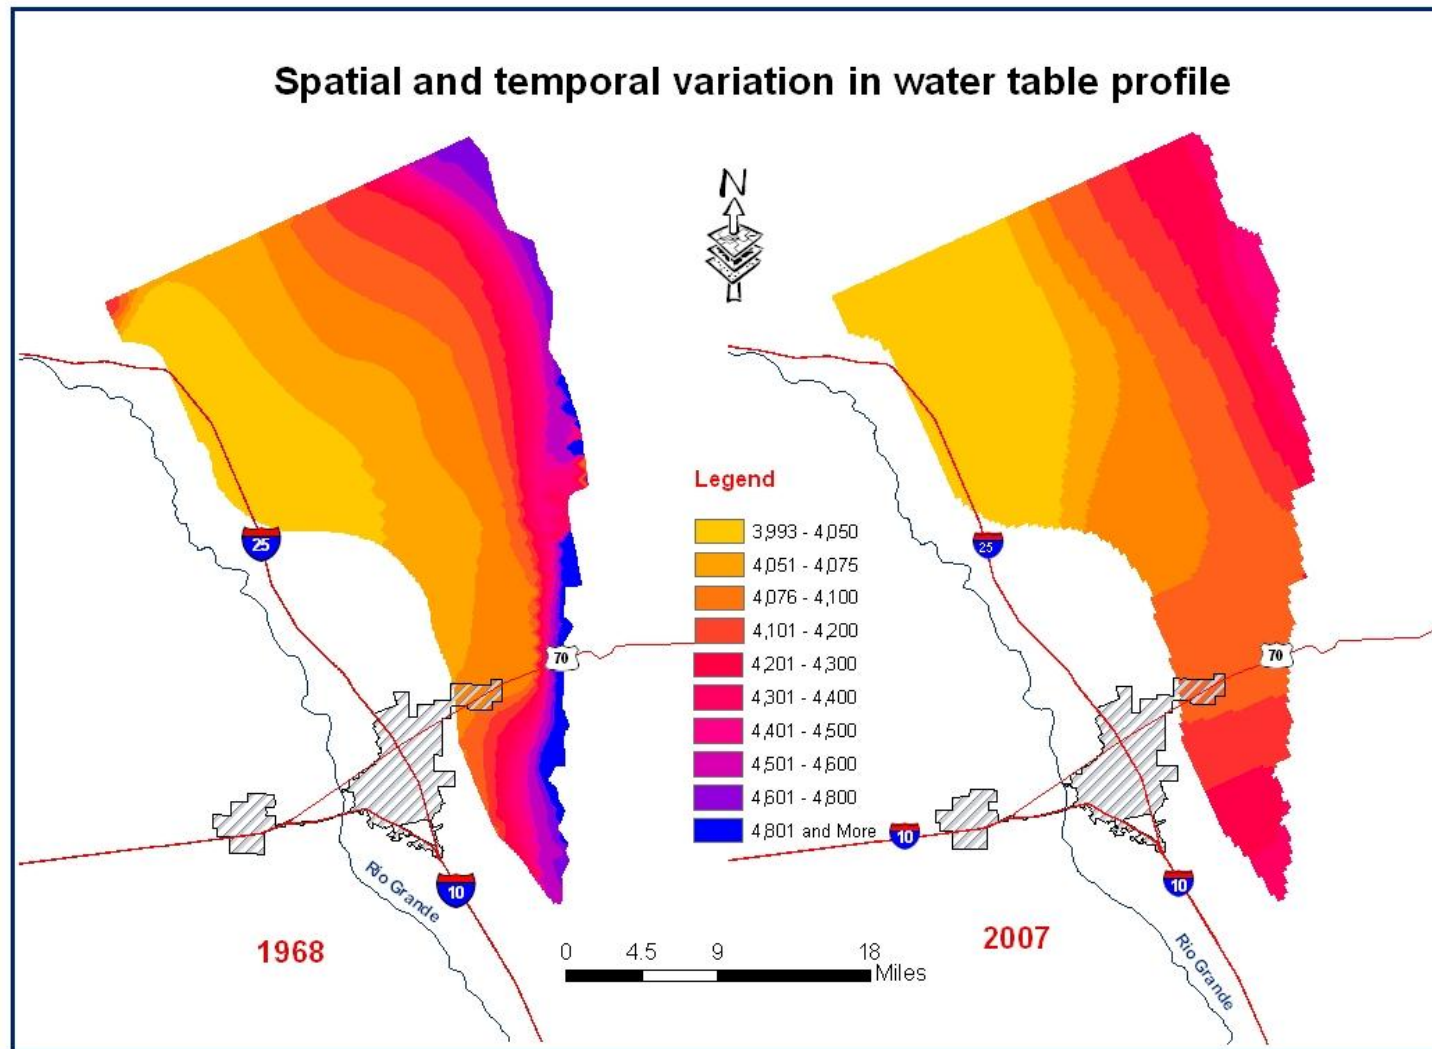 Spatial and temporal variation in water table profile
N
Legend
3,993 - 4,050
4,051 - 4,075
4,076 - 4,100
4,101 - 4,200
4,201 - 4,300
4,301 - 4,400
4,401 - 4,500
4,501 - 4,600
4,601 - 4,800
4,801 and More
25
70
10
Rio Grande
1968
25
70
10
10
Rio Grande
2007
0 4.5 9 18
Miles